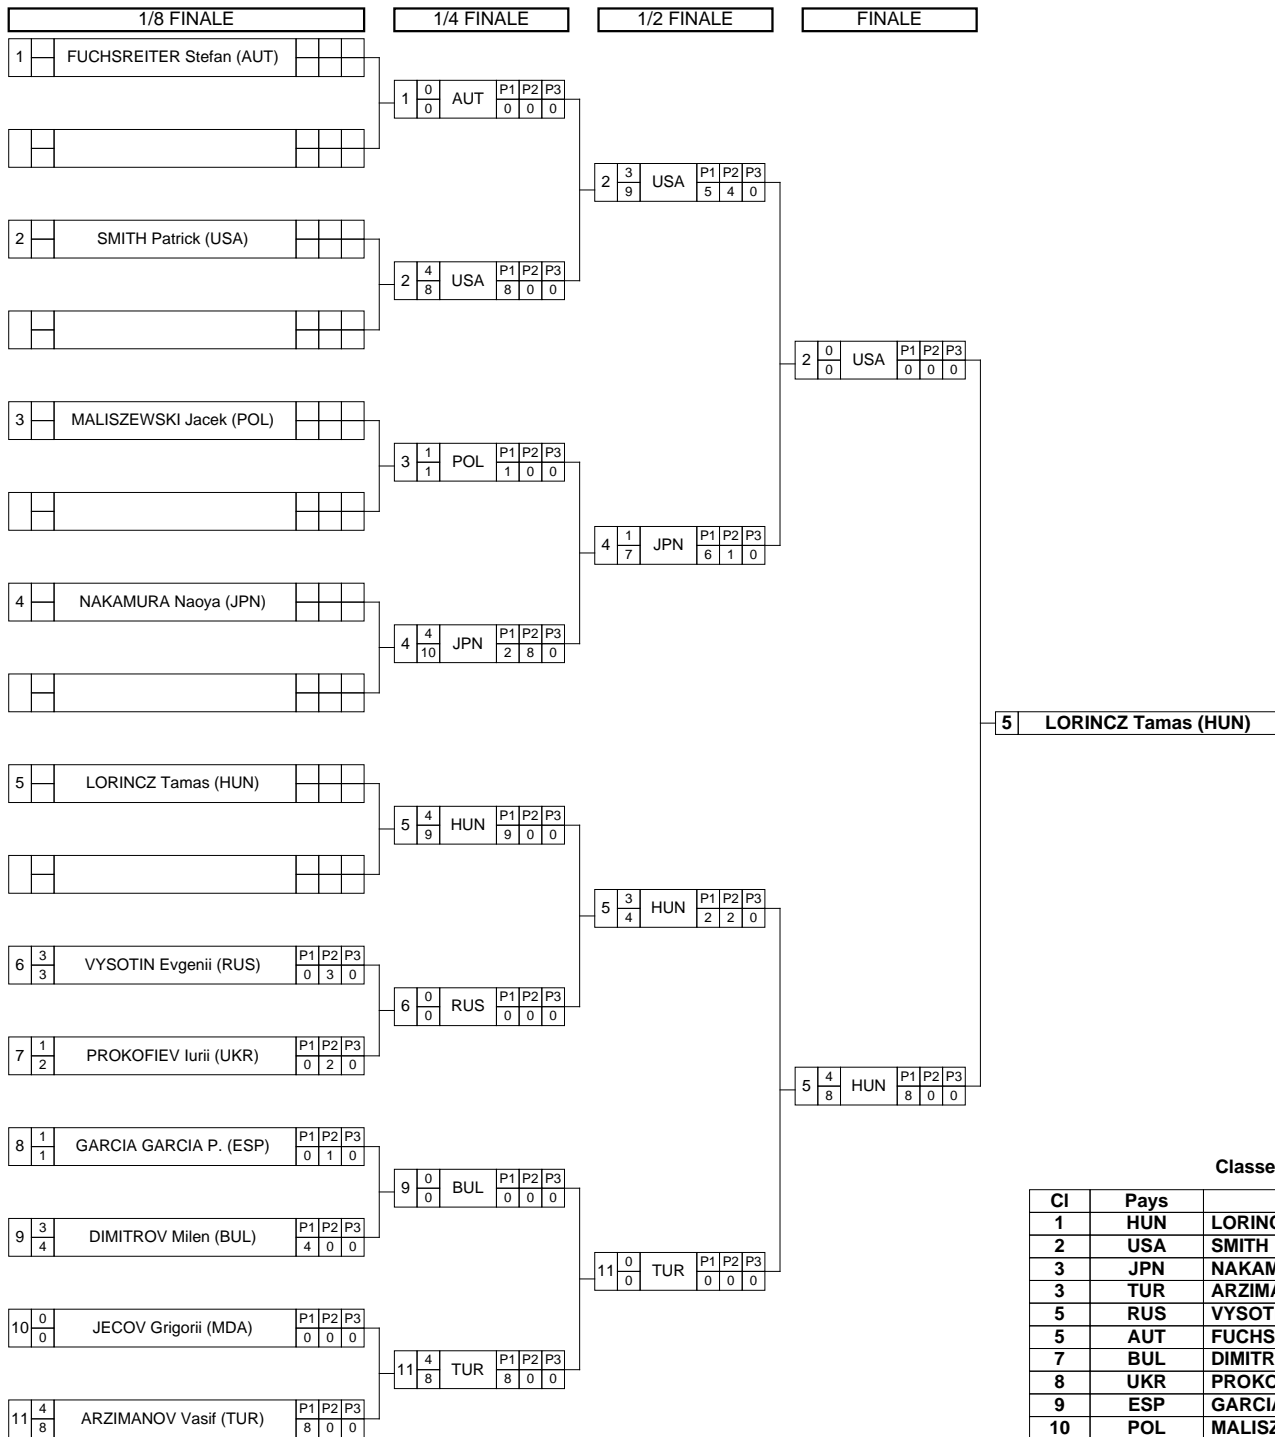 1/8 FINALE
1/4 FINALE
1/2 FINALE
FINALE
1 FUCHSREITER Stefan (AUT)
2 SMITH Patrick (USA)
3 MALISZEWSKI Jacek (POL)
4 NAKAMURA Naoya (JPN)
5 LORINCZ Tamas (HUN)
6 3 3 VYSOTIN Evgenii (RUS) P1 P2 P3 0 3 0
7 1 2 PROKOFIEV Iurii (UKR) P1 P2 P3 0 2 0
8 1 1 GARCIA GARCIA P. (ESP) P1 P2 P3 0 1 0
9 3 4 DIMITROV Milen (BUL) P1 P2 P3 4 0 0
10 0 0 JECOV Grigorii (MDA) P1 P2 P3 0 0 0
11 4 8 ARZIMANOV Vasif (TUR) P1 P2 P3 8 0 0
1 0 0 AUT P1 P2 P3 0 0 0
2 4 8 USA P1 P2 P3 8 0 0
3 1 1 POL P1 P2 P3 1 0 0
4 4 10 JPN P1 P2 P3 2 8 0
5 4 9 HUN P1 P2 P3 9 0 0
6 0 0 RUS P1 P2 P3 0 0 0
9 0 0 BUL P1 P2 P3 0 0 0
11 4 8 TUR P1 P2 P3 8 0 0
2 3 9 USA P1 P2 P3 5 4 0
4 1 7 JPN P1 P2 P3 6 1 0
5 3 4 HUN P1 P2 P3 2 2 0
11 0 0 TUR P1 P2 P3 0 0 0
2 0 0 USA P1 P2 P3 0 0 0
5 4 8 HUN P1 P2 P3 8 0 0
5 LORINCZ Tamas (HUN)
Classe
Cl Pays
1 HUN LORINC
2 USA SMITH
3 JPN NAKAM
3 TUR ARZIMA
5 RUS VYSOT
5 AUT FUCHS
7 BUL DIMITR
8 UKR PROKO
9 ESP GARCIA
10 POL MALISZ